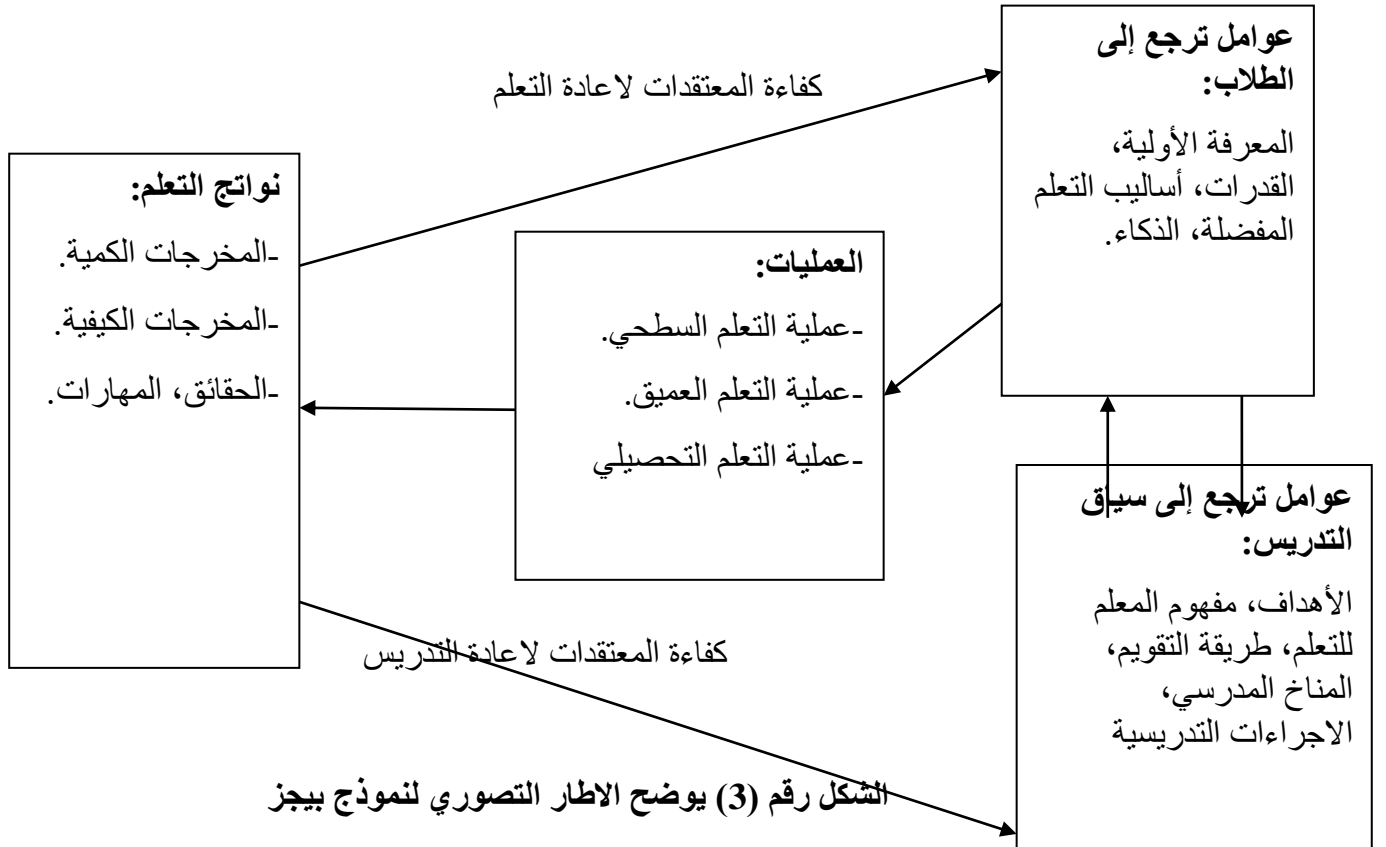 عوامل ترجع إلى
الطلاب:
المعرفة الأولية،
القدرات، أساليب التعلم
المفضلة، الذكاء.
كفاءة المعتقدات لاعادة التعلم
العمليات:
-عملية التعلم السطحي.
-عملية التعلم العميق.
-عملية التعلم التحصيلي
نواتج التعلم:
-المخرجات الكمية.
-المخرجات الكيفية.
-الحقائق، المهارات.
عوامل ترجع إلى سياق
التدريس:
الأهداف، مفهوم المعلم
للتعلم، طريقة التقويم،
المناخ المدرسي،
الاجراءات التدريسية
كفاءة المعتقدات لاعادة التدريس
الشكل رقم (3) يوضح الاطار التصوري لنموذج بيجز